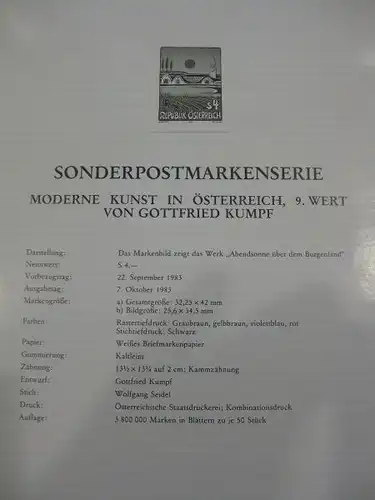 S 4
REPUBLIK ÖSTERREICH
SONDERPOSTMARKENSERIE
MODERNE KUNST IN ÖSTERREICH, 9. WERT
VON GOTTFRIED KUMPF
Darstellung: Das Markenbild zeigt das Werk „Abendsonne über dem Burgenland"
Nennwert: S 4.—
Vorbezugstag: 22. September 1983
Ausgabetag: 7. Oktober 1983
Markengröße: a) Gesamtgröße: 32,25 × 42 mm
b) Bildgröße: 25,6 × 34,5 mm
Farben: Rastertiefdruck: Graubraun, gelbbraun, violettblau, rot
Stichtiefdruck: Schwarz
Papier: Weißes Briefmarkenpapier
Gummierung: Kaltleim
Zähnung: 13½ × 13¾ auf 2 cm; Kammzähnung
Entwurf: Gottfried Kumpf
Stich: Wolfgang Seidel
Druck: Österreichische Staatsdruckerei; Kombinationsdruck
Auflage: 3 800 000 Marken in Blättern zu je 50 Stück